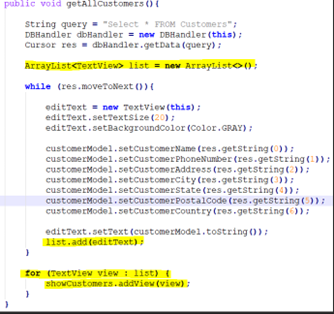 public void getAllCustomers(){
String query = "Select * FROM Customers";
DBHandler dbHandler = new DBHandler(this);
Cursor res = dbHandler.getData(query);
ArrayList<TextView> list = new ArrayList<>();
while (res.moveToNext()){
editText = new TextView(this);
editText.setTextSize(20);
editText.setBackgroundColor(Color.GRAY);
customerModel.setCustomerName(res.getString(0));
customerModel.setCustomerPhoneNumber(res.getString(1));
customerModel.setCustomerAddress(res.getString(2));
customerModel.setCustomerCity(res.getString(3));
customerModel.setCustomerState(res.getString(4));
customerModel.setCustomerPostalCode(res.getString(5));
customerModel.setCustomerCountry(res.getString(6));
editText.setText(customerModel.toString());
list.add(editText);
}
for (TextView view : list) {
showCustomers.addView(view);
}
}